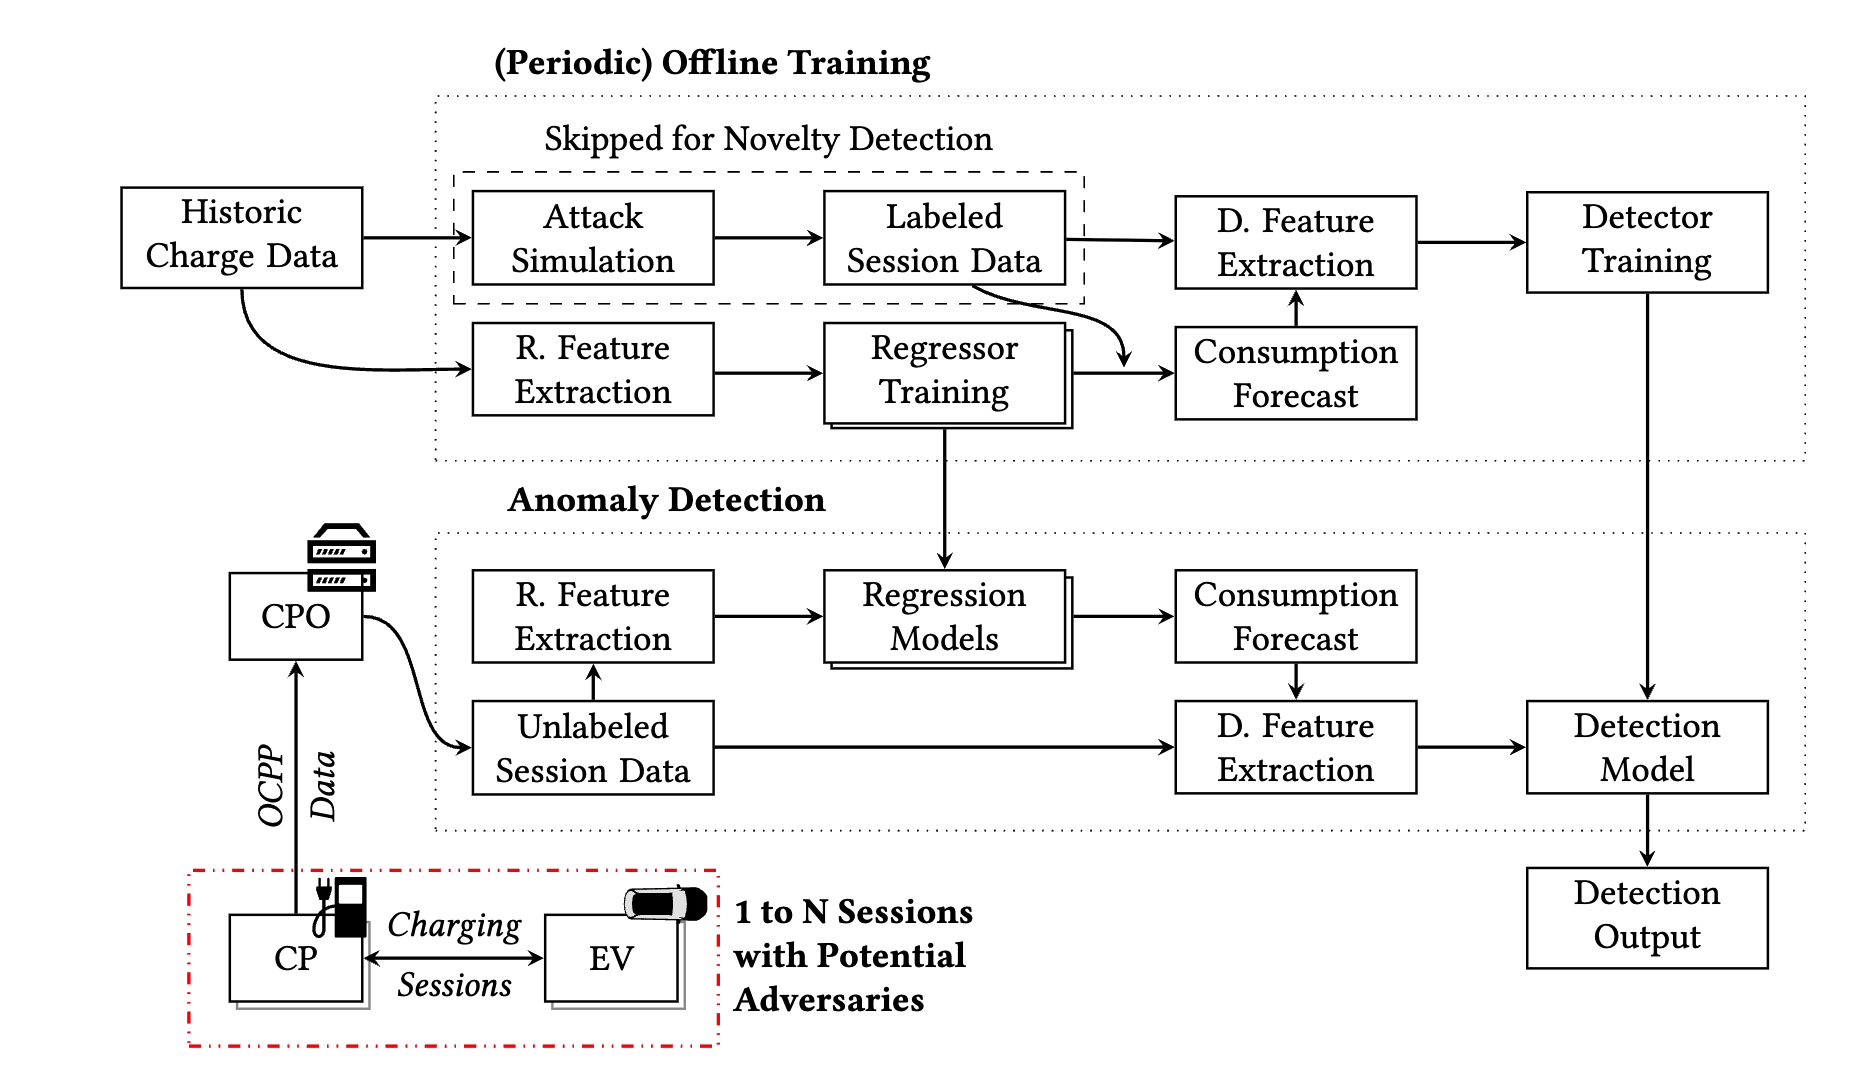 (Periodic) Offline Training
Skipped for Novelty Detection
Historic
Charge Data
Attack
Simulation
Labeled
Session Data
D. Feature
Extraction
Detector
Training
R. Feature
Extraction
Regressor
Training
Consumption
Forecast
Anomaly Detection
CPO
R. Feature
Extraction
Regression
Models
Consumption
Forecast
Unlabeled
Session Data
D. Feature
Extraction
Detection
Model
OCPP
Data
Detection
Output
CP
Charging
Sessions
EV
1 to N Sessions
with Potential
Adversaries